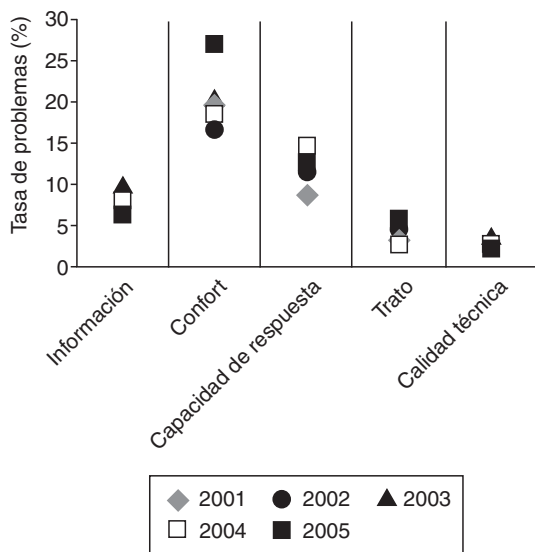 Tasa de problemas (%)
30
25
20
15
10
5
0
Información
Confort
Capacidad de respuesta
Trato
Calidad técnica
2001 2002 2003
2004 2005